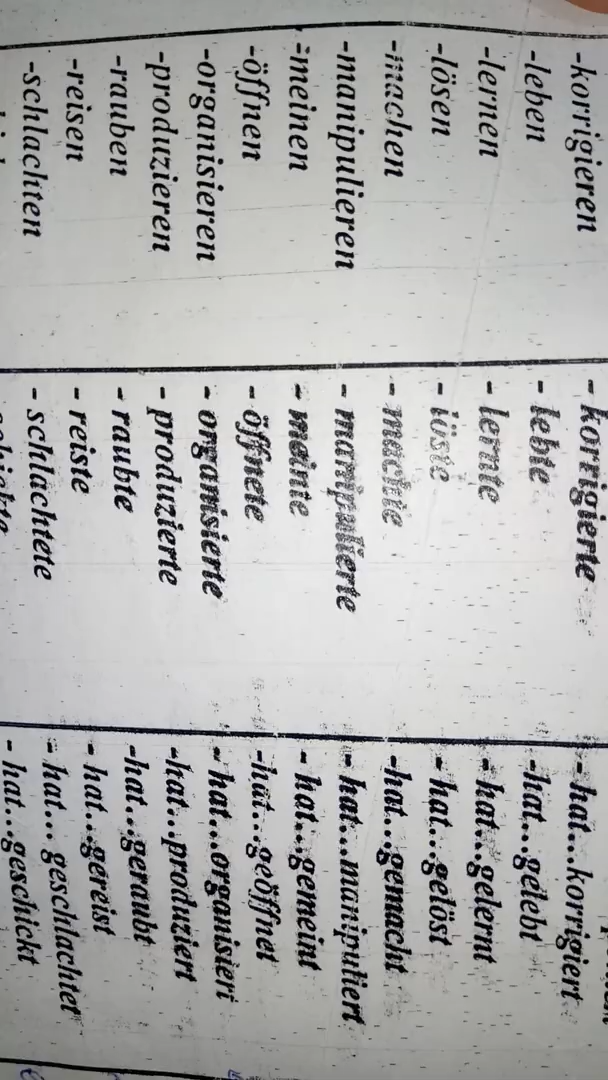 -korrigieren - korrigierte - hat...korrigiert
-leben - lebte -hat...gelebt
-lernen - lernte - hat...gelernt
-lösen - löste - hat...gelöst
-machen - machte -hat...gemacht
-manipulieren - manipulierte - hat...manipuliert
-meinen - meinte - hat...gemeint
-öffnen - öffnete -hat...geöffnet
-organisieren - organisierte - hat...organisiert
-produzieren - produzierte -hat...produziert
-rauben - raubte -hat...geraubt
-reisen - reiste - hat...gereist
-schlachten - schlachtete - hat... geschlachtet
- hat...geschickt